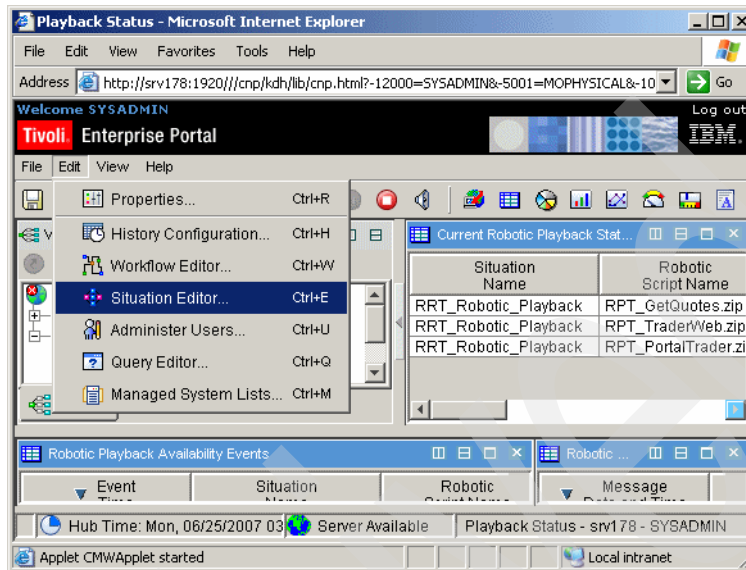 Playback Status - Microsoft Internet Explorer
File Edit View Favorites Tools Help
Address http://srv178:1920///cnp/kdh/lib/cnp.html?-12000=SYSADMIN&-5001=MOPHYSICAL&-10 Go
Welcome SYSADMIN Log out
Tivoli. Enterprise Portal IBM.
File Edit View Help
Properties... Ctrl+R
History Configuration... Ctrl+H
Workflow Editor... Ctrl+W
Situation Editor... Ctrl+E
Administer Users... Ctrl+U
Query Editor... Ctrl+Q
Managed System Lists... Ctrl+M
Current Robotic Playback Stat...
Situation Name Robotic Script Name
RRT_Robotic_Playback RPT_GetQuotes.zip
RRT_Robotic_Playback RPT_TraderWeb.zip
RRT_Robotic_Playback RPT_PortalTrader.zi
Robotic Playback Availability Events Robotic ...
Event Situation Robotic Message
Hub Time: Mon, 06/25/2007 03 Server Available Playback Status - srv178 - SYSADMIN
Applet CMWApplet started Local intranet